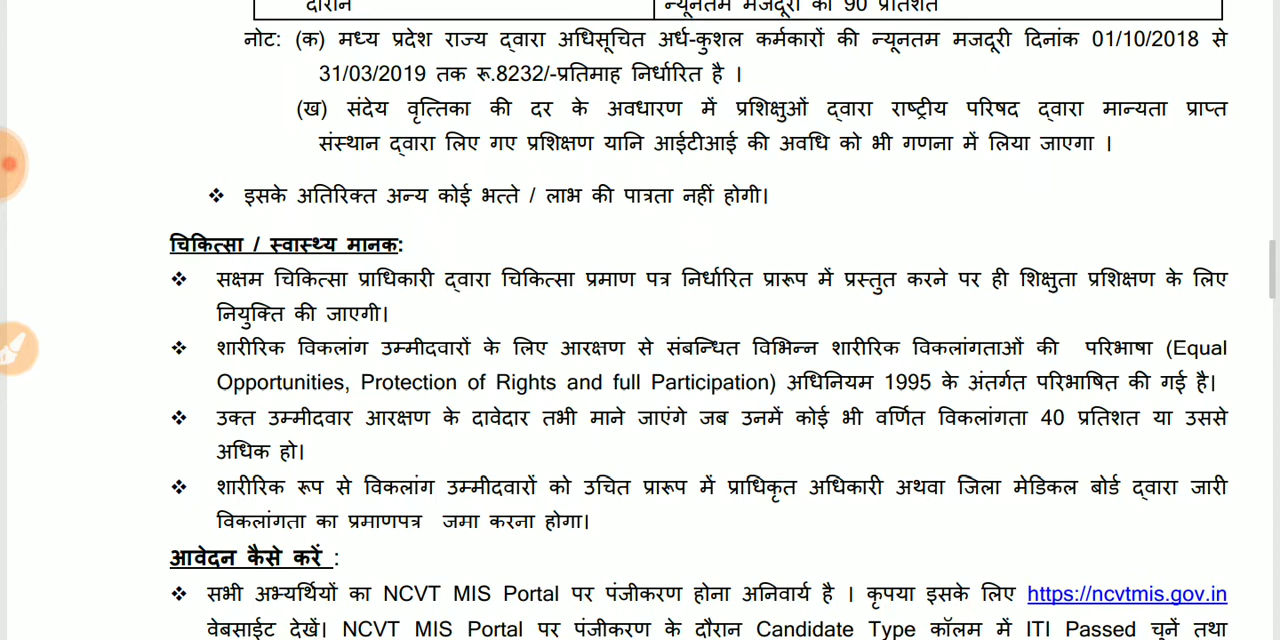 दौरान न्यूनतम मजदूरी का 90 प्रतिशत
नोट: (क) मध्य प्रदेश राज्य द्वारा अधिसूचित अर्ध-कुशल कर्मकारों की न्यूनतम मजदूरी दिनांक 01/10/2018 से
31/03/2019 तक रू.8232/-प्रतिमाह निर्धारित है ।
(ख) संदेय वृत्तिका की दर के अवधारण में प्रशिक्षुओं द्वारा राष्ट्रीय परिषद द्वारा मान्यता प्राप्त
संस्थान द्वारा लिए गए प्रशिक्षण यानि आईटीआई की अवधि को भी गणना में लिया जाएगा ।
❖ इसके अतिरिक्त अन्य कोई भत्ते / लाभ की पात्रता नहीं होगी।
चिकित्सा / स्वास्थ्य मानक:
❖ सक्षम चिकित्सा प्राधिकारी द्वारा चिकित्सा प्रमाण पत्र निर्धारित प्रारूप में प्रस्तुत करने पर ही शिक्षुता प्रशिक्षण के लिए
नियुक्ति की जाएगी।
❖ शारीरिक विकलांग उम्मीदवारों के लिए आरक्षण से संबन्धित विभिन्न शारीरिक विकलांगताओं की परिभाषा (Equal
Opportunities, Protection of Rights and full Participation) अधिनियम 1995 के अंतर्गत परिभाषित की गई है।
❖ उक्त उम्मीदवार आरक्षण के दावेदार तभी माने जाएंगे जब उनमें कोई भी वर्णित विकलांगता 40 प्रतिशत या उससे
अधिक हो।
❖ शारीरिक रूप से विकलांग उम्मीदवारों को उचित प्रारूप में प्राधिकृत अधिकारी अथवा जिला मेडिकल बोर्ड द्वारा जारी
विकलांगता का प्रमाणपत्र जमा करना होगा।
आवेदन कैसे करें :
❖ सभी अभ्यर्थियों का NCVT MIS Portal पर पंजीकरण होना अनिवार्य है । कृपया इसके लिए https://ncvtmis.gov.in
वेबसाईट देखें। NCVT MIS Portal पर पंजीकरण के दौरान Candidate Type कॉलम में ITI Passed चुनें तथा